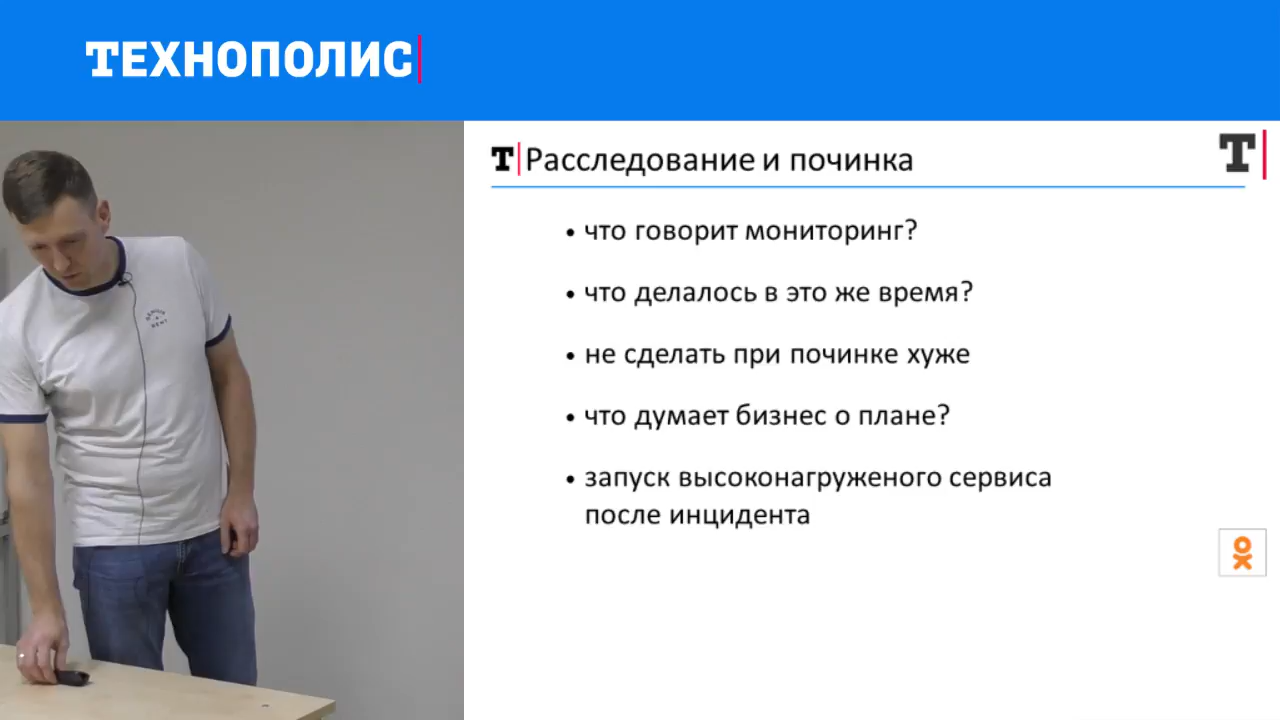 ТЕХНОПОЛИС
Т Расследование и починка
Т
• что говорит мониторинг?
• что делалось в это же время?
• не сделать при починке хуже
• что думает бизнес о плане?
• запуск высоконагруженого сервиса
после инцидента